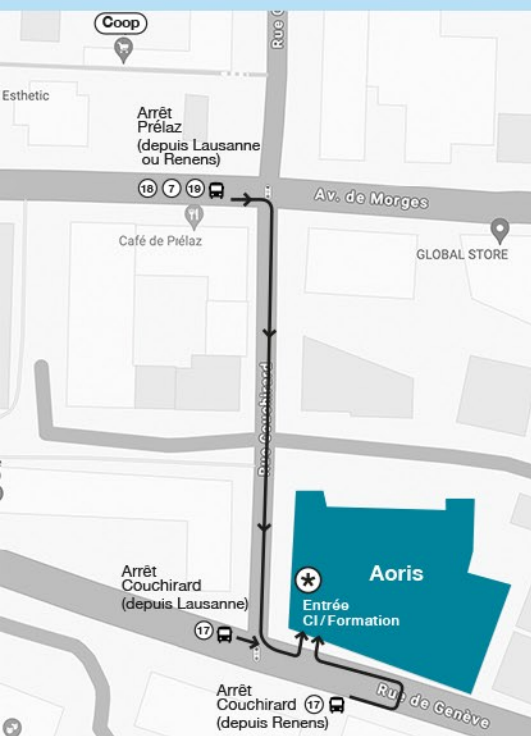 Coop
Esthetic
Arrêt
Prélaz
(depuis Lausanne
ou Renens)
18 7 19
Av. de Morges
Café de Prélaz
GLOBAL STORE
Rue Couchirard
Aoris
Entrée
CI/Formation
Arrêt
Couchirard
(depuis Lausanne)
17
Arrêt
Couchirard 17
(depuis Renens)
Rue de Genève